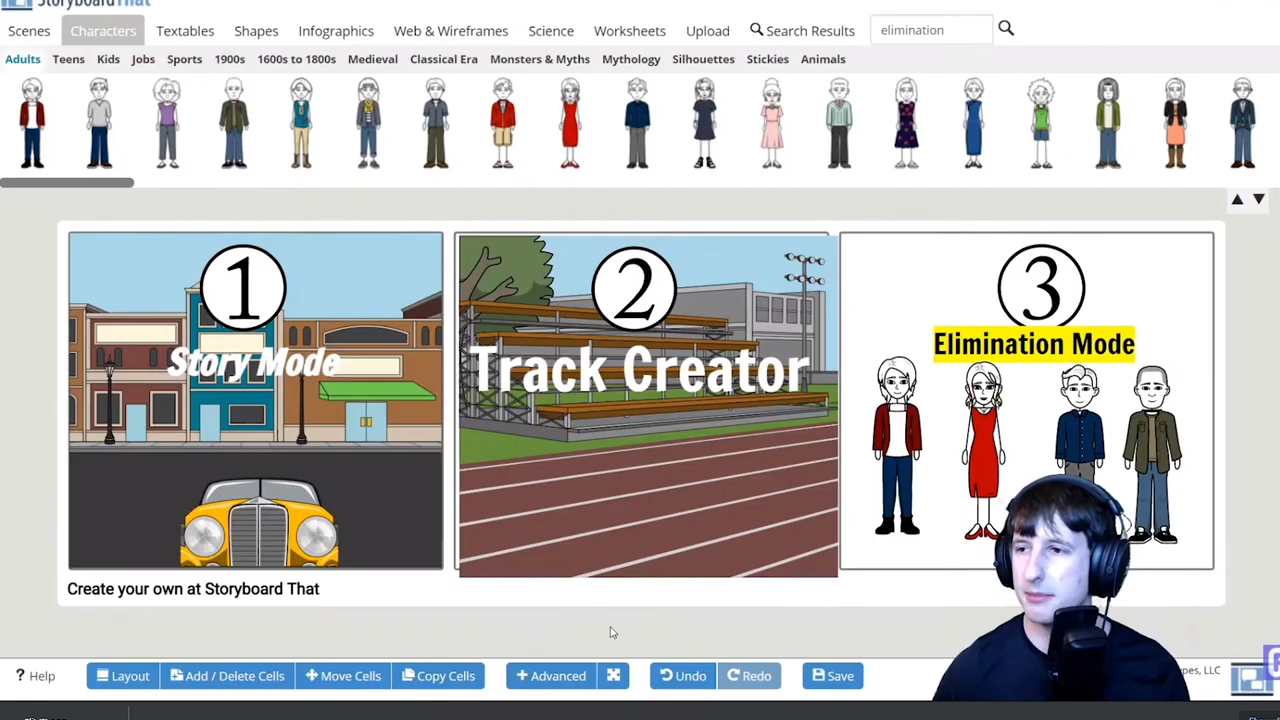 Storyboard That
Scenes Characters Textables Shapes Infographics Web & Wireframes Science Worksheets Upload Search Results elimination
Adults Teens Kids Jobs Sports 1900s 1600s to 1800s Medieval Classical Era Monsters & Myths Mythology Silhouettes Stickies Animals
1
Story Mode
2
Track Creator
3
Elimination Mode
Create your own at Storyboard That
? Help Layout Add / Delete Cells Move Cells Copy Cells + Advanced Undo Redo Save
ypes, LLC